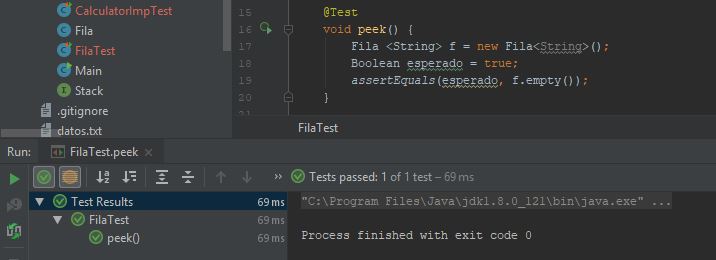 CalculatorImpTest
Fila
FilaTest
Main
Stack
.gitignore
datos.txt
15 @Test
16 void peek() {
17 Fila <String> f = new Fila<String>();
18 Boolean esperado = true;
19 assertEquals(esperado, f.empty());
20 }
21
FilaTest
Run: FilaTest.peek ×
» Tests passed: 1 of 1 test – 69 ms
Test Results 69 ms
FilaTest 69 ms
peek() 69 ms
"C:\Program Files\Java\jdk1.8.0_121\bin\java.exe" ...
Process finished with exit code 0